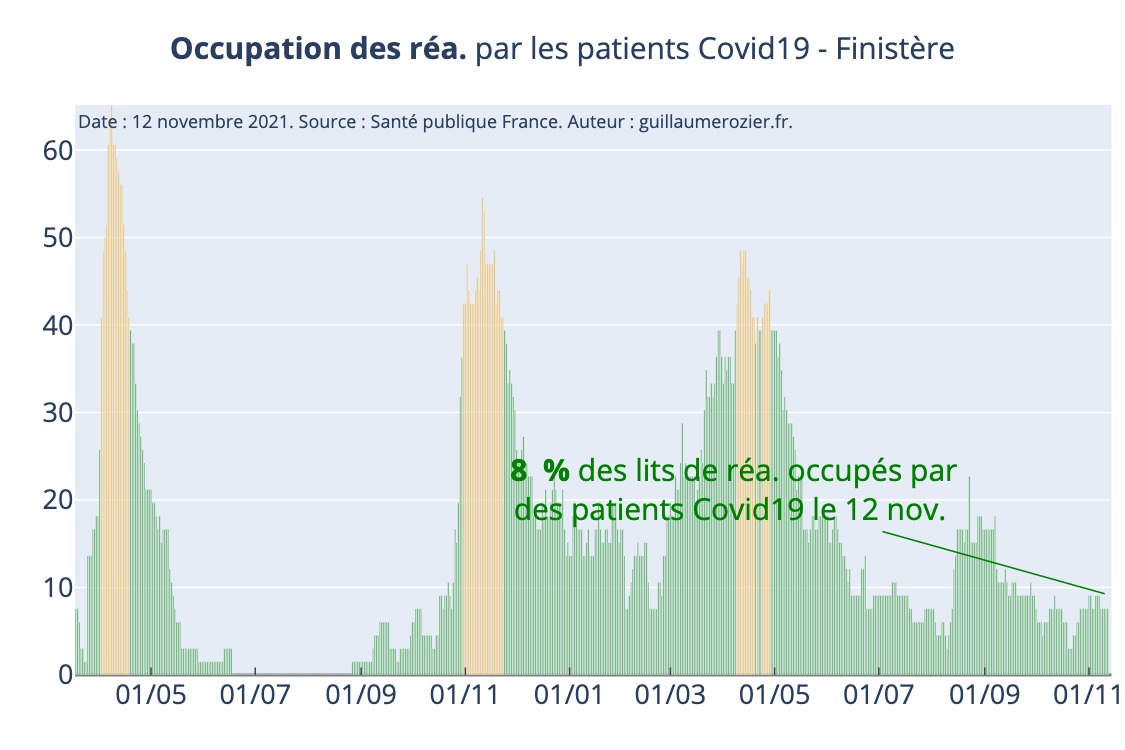 Occupation des réa. par les patients Covid19 - Finistère
Date : 12 novembre 2021. Source : Santé publique France. Auteur : guillaumerozier.fr.
60
50
40
30
20
10
0
8 % des lits de réa. occupés par
des patients Covid19 le 12 nov.
01/05 01/07 01/09 01/11 01/01 01/03 01/05 01/07 01/09 01/11